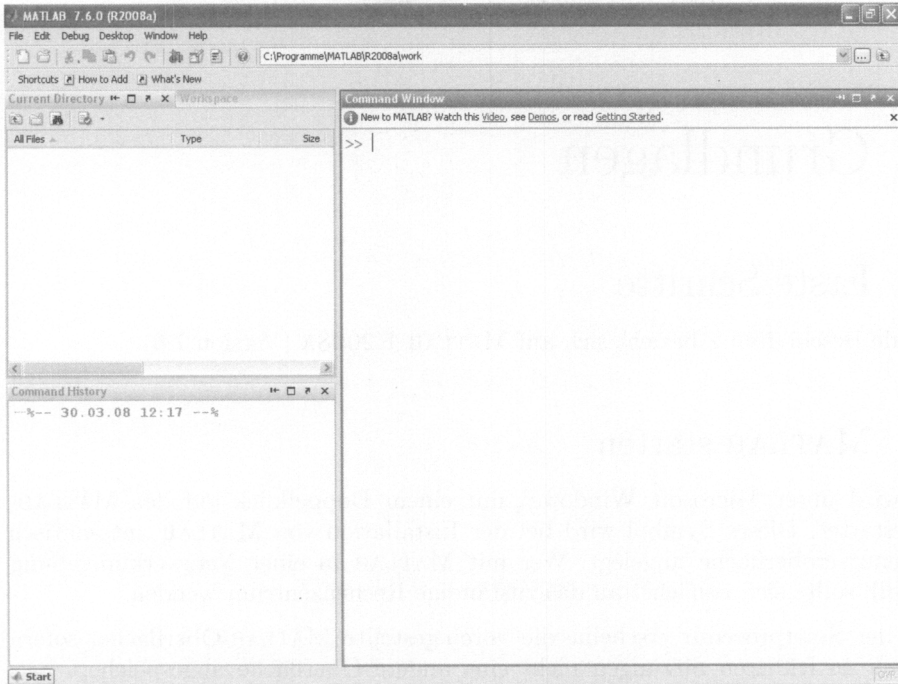 MATLAB 7.6.0 (R2008a)
File Edit Debug Desktop Window Help
C:\Programme\MATLAB\R2008a\work
Shortcuts How to Add What's New
Current Directory Workspace
All Files Type Size
Command History
--%-- 30.03.08 12:17 --%
Command Window
New to MATLAB? Watch this Video, see Demos, or read Getting Started.
>>
Start
OVR